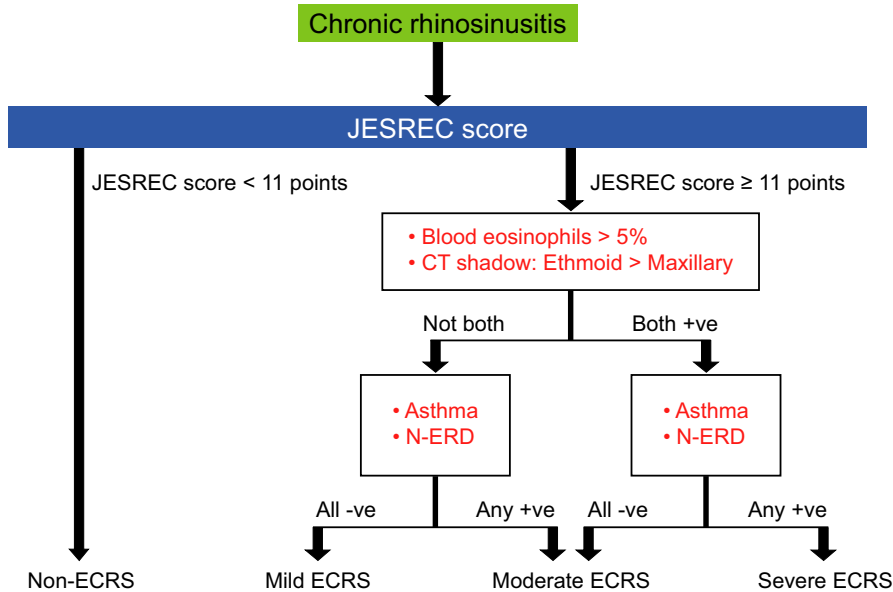 Chronic rhinosinusitis
JESREC score
JESREC score < 11 points
JESREC score ≥ 11 points
• Blood eosinophils > 5%
• CT shadow: Ethmoid > Maxillary
Not both
Both +ve
• Asthma
• N-ERD
• Asthma
• N-ERD
All -ve
Any +ve
All -ve
Any +ve
Non-ECRS
Mild ECRS
Moderate ECRS
Severe ECRS